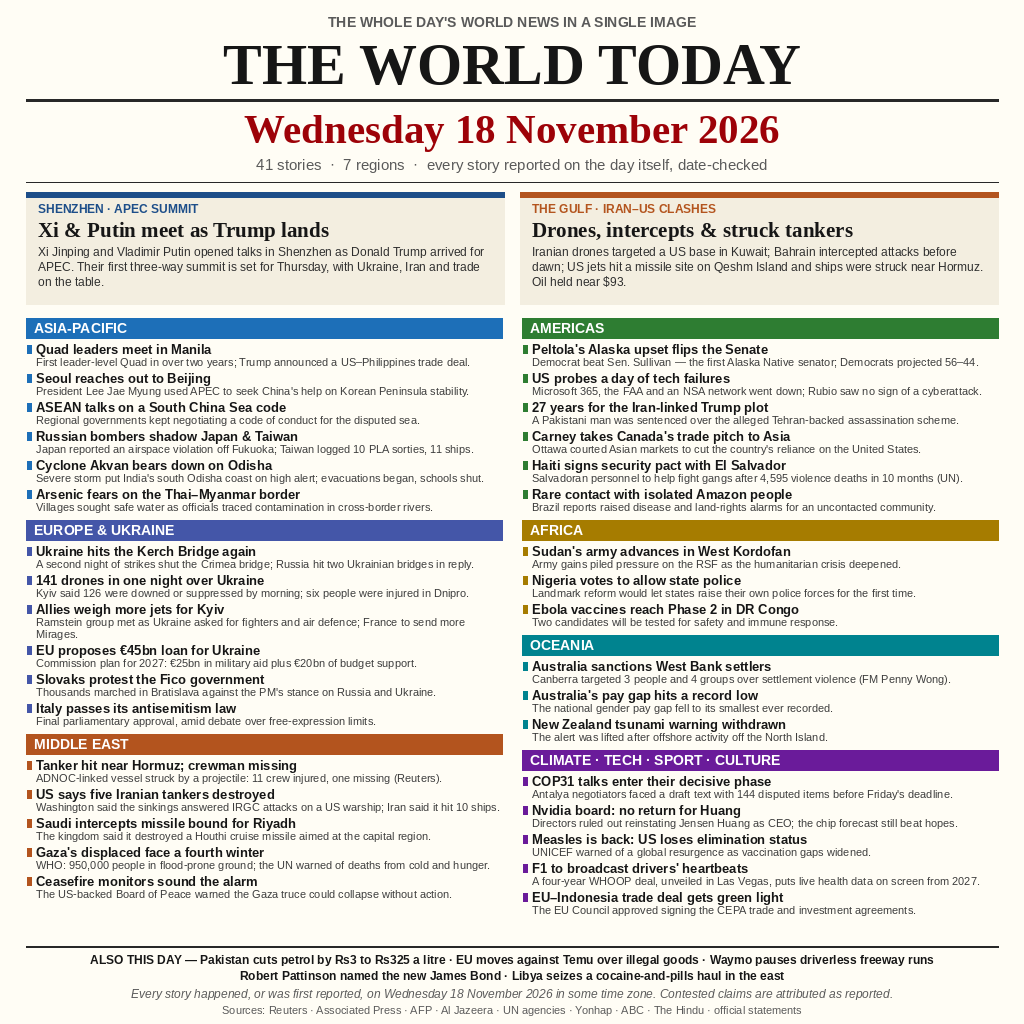 THE WHOLE DAY'S WORLD NEWS IN A SINGLE IMAGE
THE WORLD TODAY
Wednesday 18 November 2026
41 stories · 7 regions · every story reported on the day itself, date-checked
SHENZHEN · APEC SUMMIT
Xi & Putin meet as Trump lands
Xi Jinping and Vladimir Putin opened talks in Shenzhen as Donald Trump arrived for
APEC. Their first three-way summit is set for Thursday, with Ukraine, Iran and trade
on the table.
THE GULF · IRAN–US CLASHES
Drones, intercepts & struck tankers
Iranian drones targeted a US base in Kuwait; Bahrain intercepted attacks before
dawn; US jets hit a missile site on Qeshm Island and ships were struck near Hormuz.
Oil held near $93.
ASIA-PACIFIC
Quad leaders meet in Manila
First leader-level Quad in over two years; Trump announced a US–Philippines trade deal.
Seoul reaches out to Beijing
President Lee Jae Myung used APEC to seek China's help on Korean Peninsula stability.
ASEAN talks on a South China Sea code
Regional governments kept negotiating a code of conduct for the disputed sea.
Russian bombers shadow Japan & Taiwan
Japan reported an airspace violation off Fukuoka; Taiwan logged 10 PLA sorties, 11 ships.
Cyclone Akvan bears down on Odisha
Severe storm put India's south Odisha coast on high alert; evacuations began, schools shut.
Arsenic fears on the Thai–Myanmar border
Villages sought safe water as officials traced contamination in cross-border rivers.
EUROPE & UKRAINE
Ukraine hits the Kerch Bridge again
A second night of strikes shut the Crimea bridge; Russia hit two Ukrainian bridges in reply.
141 drones in one night over Ukraine
Kyiv said 126 were downed or suppressed by morning; six people were injured in Dnipro.
Allies weigh more jets for Kyiv
Ramstein group met as Ukraine asked for fighters and air defence; France to send more
Mirages.
EU proposes €45bn loan for Ukraine
Commission plan for 2027: €25bn in military aid plus €20bn of budget support.
Slovaks protest the Fico government
Thousands marched in Bratislava against the PM's stance on Russia and Ukraine.
Italy passes its antisemitism law
Final parliamentary approval, amid debate over free-expression limits.
MIDDLE EAST
Tanker hit near Hormuz; crewman missing
ADNOC-linked vessel struck by a projectile: 11 crew injured, one missing (Reuters).
US says five Iranian tankers destroyed
Washington said the sinkings answered IRGC attacks on a US warship; Iran said it hit 10 ships.
Saudi intercepts missile bound for Riyadh
The kingdom said it destroyed a Houthi cruise missile aimed at the capital region.
Gaza's displaced face a fourth winter
WHO: 950,000 people in flood-prone ground; the UN warned of deaths from cold and hunger.
Ceasefire monitors sound the alarm
The US-backed Board of Peace warned the Gaza truce could collapse without action.
AMERICAS
Peltola's Alaska upset flips the Senate
Democrat beat Sen. Sullivan — the first Alaska Native senator; Democrats projected 56–44.
US probes a day of tech failures
Microsoft 365, the FAA and an NSA network went down; Rubio saw no sign of a cyberattack.
27 years for the Iran-linked Trump plot
A Pakistani man was sentenced over the alleged Tehran-backed assassination scheme.
Carney takes Canada's trade pitch to Asia
Ottawa courted Asian markets to cut the country's reliance on the United States.
Haiti signs security pact with El Salvador
Salvadoran personnel to help fight gangs after 4,595 violence deaths in 10 months (UN).
Rare contact with isolated Amazon people
Brazil reports raised disease and land-rights alarms for an uncontacted community.
AFRICA
Sudan's army advances in West Kordofan
Army gains piled pressure on the RSF as the humanitarian crisis deepened.
Nigeria votes to allow state police
Landmark reform would let states raise their own police forces for the first time.
Ebola vaccines reach Phase 2 in DR Congo
Two candidates will be tested for safety and immune response.
OCEANIA
Australia sanctions West Bank settlers
Canberra targeted 3 people and 4 groups over settlement violence (FM Penny Wong).
Australia's pay gap hits a record low
The national gender pay gap fell to its smallest ever recorded.
New Zealand tsunami warning withdrawn
The alert was lifted after offshore activity off the North Island.
CLIMATE · TECH · SPORT · CULTURE
COP31 talks enter their decisive phase
Antalya negotiators faced a draft text with 144 disputed items before Friday's deadline.
Nvidia board: no return for Huang
Directors ruled out reinstating Jensen Huang as CEO; the chip forecast still beat hopes.
Measles is back: US loses elimination status
UNICEF warned of a global resurgence as vaccination gaps widened.
F1 to broadcast drivers' heartbeats
A four-year WHOOP deal, unveiled in Las Vegas, puts live health data on screen from 2027.
EU–Indonesia trade deal gets green light
The EU Council approved signing the CEPA trade and investment agreements.
ALSO THIS DAY — Pakistan cuts petrol by Rs3 to Rs325 a litre · EU moves against Temu over illegal goods · Waymo pauses driverless freeway runs
Robert Pattinson named the new James Bond · Libya seizes a cocaine-and-pills haul in the east
Every story happened, or was first reported, on Wednesday 18 November 2026 in some time zone. Contested claims are attributed as reported.
Sources: Reuters · Associated Press · AFP · Al Jazeera · UN agencies · Yonhap · ABC · The Hindu · official statements